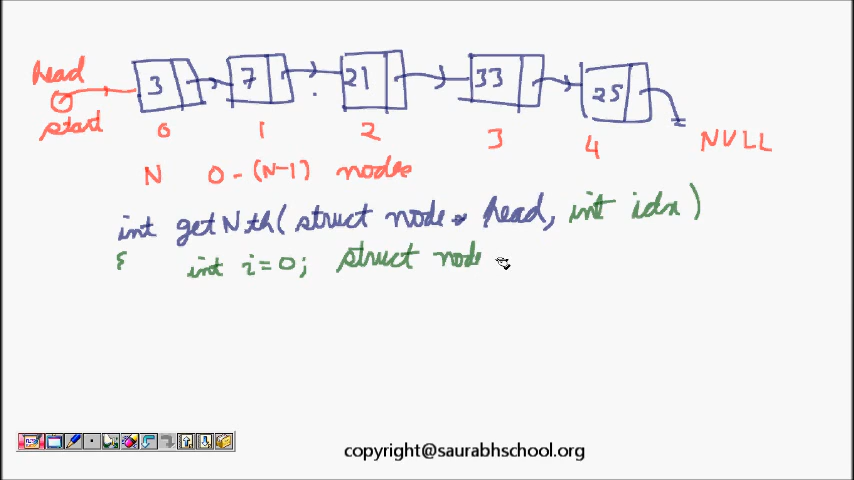 head
3 7 21 33 25
start
0 1 2 3 4 NULL
N 0 - (N-1) nodes
int getNth( struct node * head, int idx )
{ int i=0; struct node
copyright@saurabhschool.org